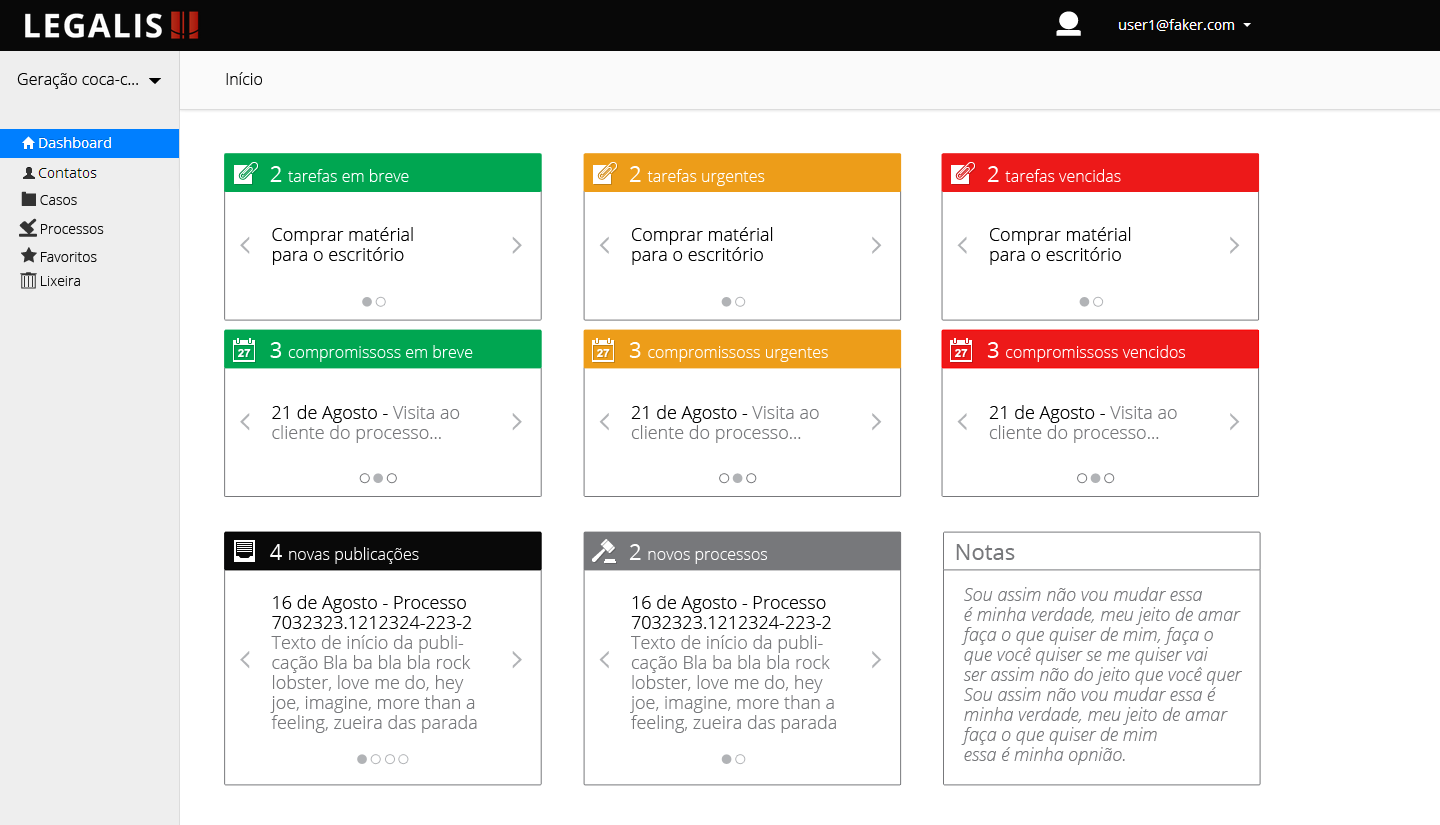 LEGALIS
user1@faker.com
Geração coca-c...
Início
Dashboard
Contatos
Casos
Processos
Favoritos
Lixeira
2 tarefas em breve
Comprar matérial
para o escritório
2 tarefas urgentes
Comprar matérial
para o escritório
2 tarefas vencidas
Comprar matérial
para o escritório
27
3 compromissoss em breve
21 de Agosto - Visita ao
cliente do processo...
27
3 compromissoss urgentes
21 de Agosto - Visita ao
cliente do processo...
27
3 compromissoss vencidos
21 de Agosto - Visita ao
cliente do processo...
4 novas publicações
16 de Agosto - Processo
7032323.1212324-223-2
Texto de início da publi-
cação Bla ba bla bla rock
lobster, love me do, hey
joe, imagine, more than a
feeling, zueira das parada
2 novos processos
16 de Agosto - Processo
7032323.1212324-223-2
Texto de início da publi-
cação Bla ba bla bla rock
lobster, love me do, hey
joe, imagine, more than a
feeling, zueira das parada
Notas
Sou assim não vou mudar essa
é minha verdade, meu jeito de amar
faça o que quiser de mim, faça o
que você quiser se me quiser vai
ser assim não do jeito que você quer
Sou assim não vou mudar essa é
minha verdade, meu jeito de amar
faça o que quiser de mim
essa é minha opnião.